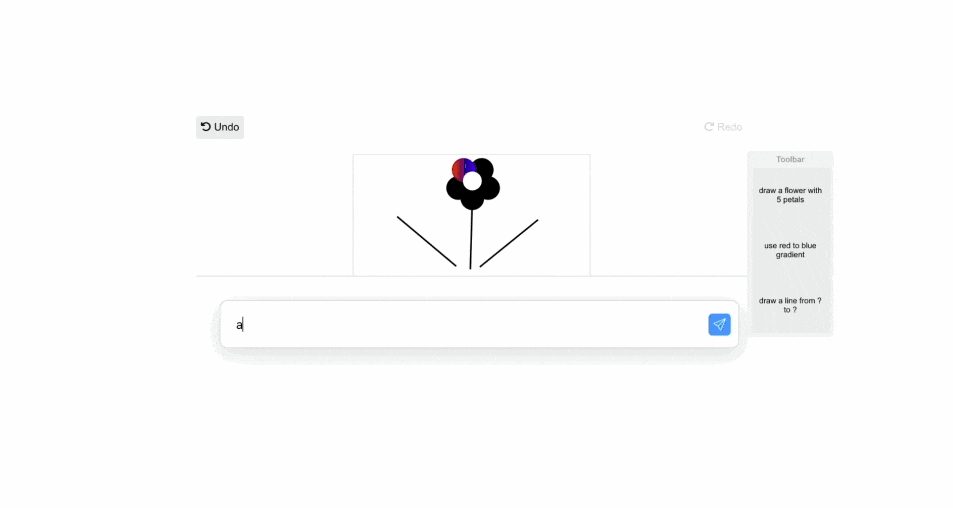 Undo
Redo
Toolbar
draw a flower with
5 petals
use red to blue
gradient
draw a line from ?
to ?
a